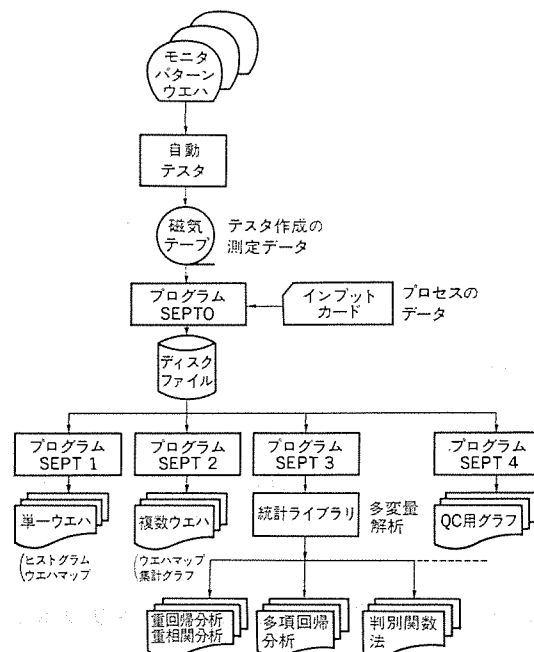 モニタ
パターン
ウエハ
自動
テスタ
磁気
テープ
テスタ作成の
測定データ
プログラム
SEPT0
インプット
カード
プロセスの
データ
ディスク
ファイル
プログラム
SEPT 1
プログラム
SEPT 2
プログラム
SEPT 3
プログラム
SEPT 4
単一ウエハ
複数ウエハ
統計ライブラリ
多変量
解析
QC用グラフ
(ヒストグラム
ウエハマップ
(ウエハマップ
集計グラフ
重回帰分析
重相関分析
多項回帰
分析
判別関数
法